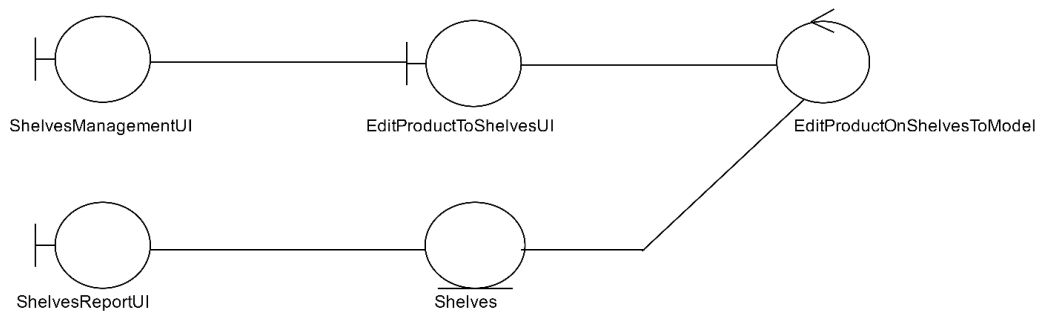 ShelvesManagementUI
EditProductToShelvesUI
EditProductOnShelvesToModel
ShelvesReportUI
Shelves